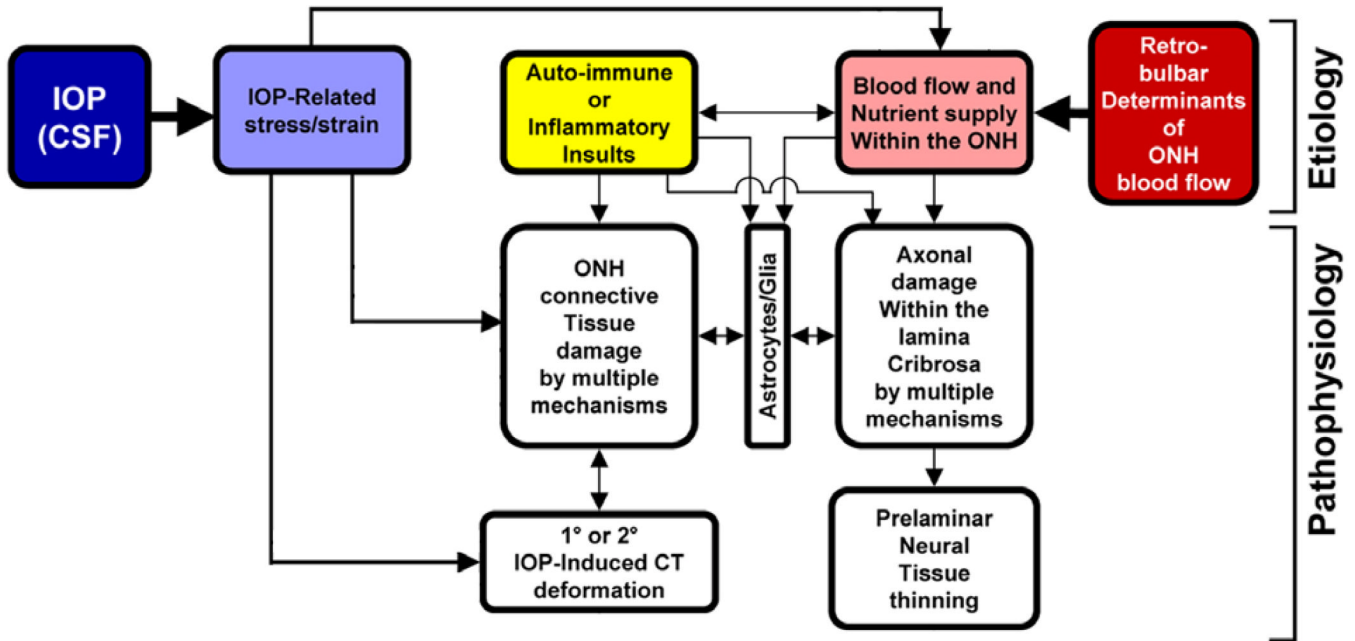 IOP
(CSF)
IOP-Related
stress/strain
Auto-immune
or
Inflammatory
Insults
Blood flow and
Nutrient supply
Within the ONH
Retro-
bulbar
Determinants
of
ONH
blood flow
Etiology
ONH
connective
Tissue
damage
by multiple
mechanisms
Astrocytes/Glia
Axonal
damage
Within the
lamina
Cribrosa
by multiple
mechanisms
1° or 2°
IOP-Induced CT
deformation
Prelaminar
Neural
Tissue
thinning
Pathophysiology